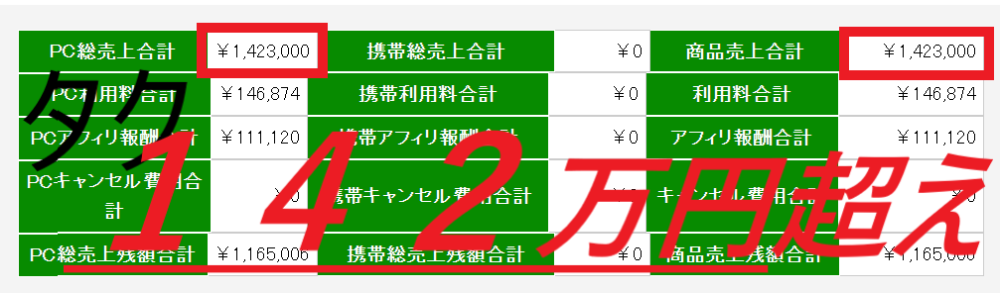 PC総売上合計 ￥1,423,000 携帯総売上合計 ￥0 商品売上合計 ￥1,423,000
PC利用料合計 ￥146,874 携帯利用料合計 ￥0 利用料合計 ￥146,874
タク
PCアフィリ報酬合計 ￥111,120 携帯アフィリ報酬合計 ￥0 アフィリ報酬合計 ￥111,120
PCキャンセル費用合計 ￥0 携帯キャンセル費用合計 ￥0 キャンセル費用合計 ￥0
１４２万円超え
PC総売上残額合計 ￥1,165,006 携帯総売上残額合計 ￥0 商品売上残額合計 ￥1,165,006